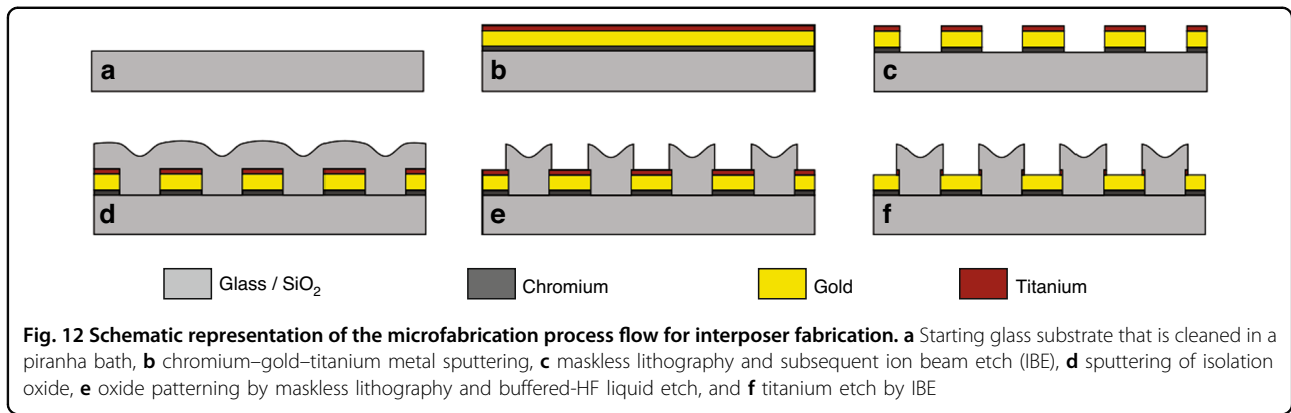 a
b
c
d
e
f
Glass / SiO₂
Chromium
Gold
Titanium
Fig. 12 Schematic representation of the microfabrication process flow for interposer fabrication. a Starting glass substrate that is cleaned in a
piranha bath, b chromium–gold–titanium metal sputtering, c maskless lithography and subsequent ion beam etch (IBE), d sputtering of isolation
oxide, e oxide patterning by maskless lithography and buffered-HF liquid etch, and f titanium etch by IBE